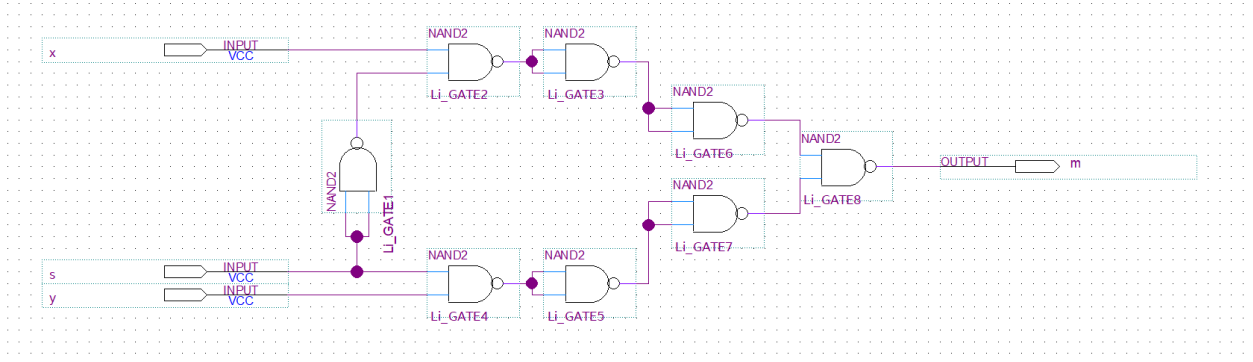 NAND2
NAND2
x
INPUT
VCC
Li_GATE2
Li_GATE3
NAND2
Li_GATE6
NAND2
OUTPUT
m
NAND2
Li_GATE1
NAND2
Li_GATE8
Li_GATE7
NAND2
NAND2
s
INPUT
VCC
y
INPUT
VCC
Li_GATE4
Li_GATE5